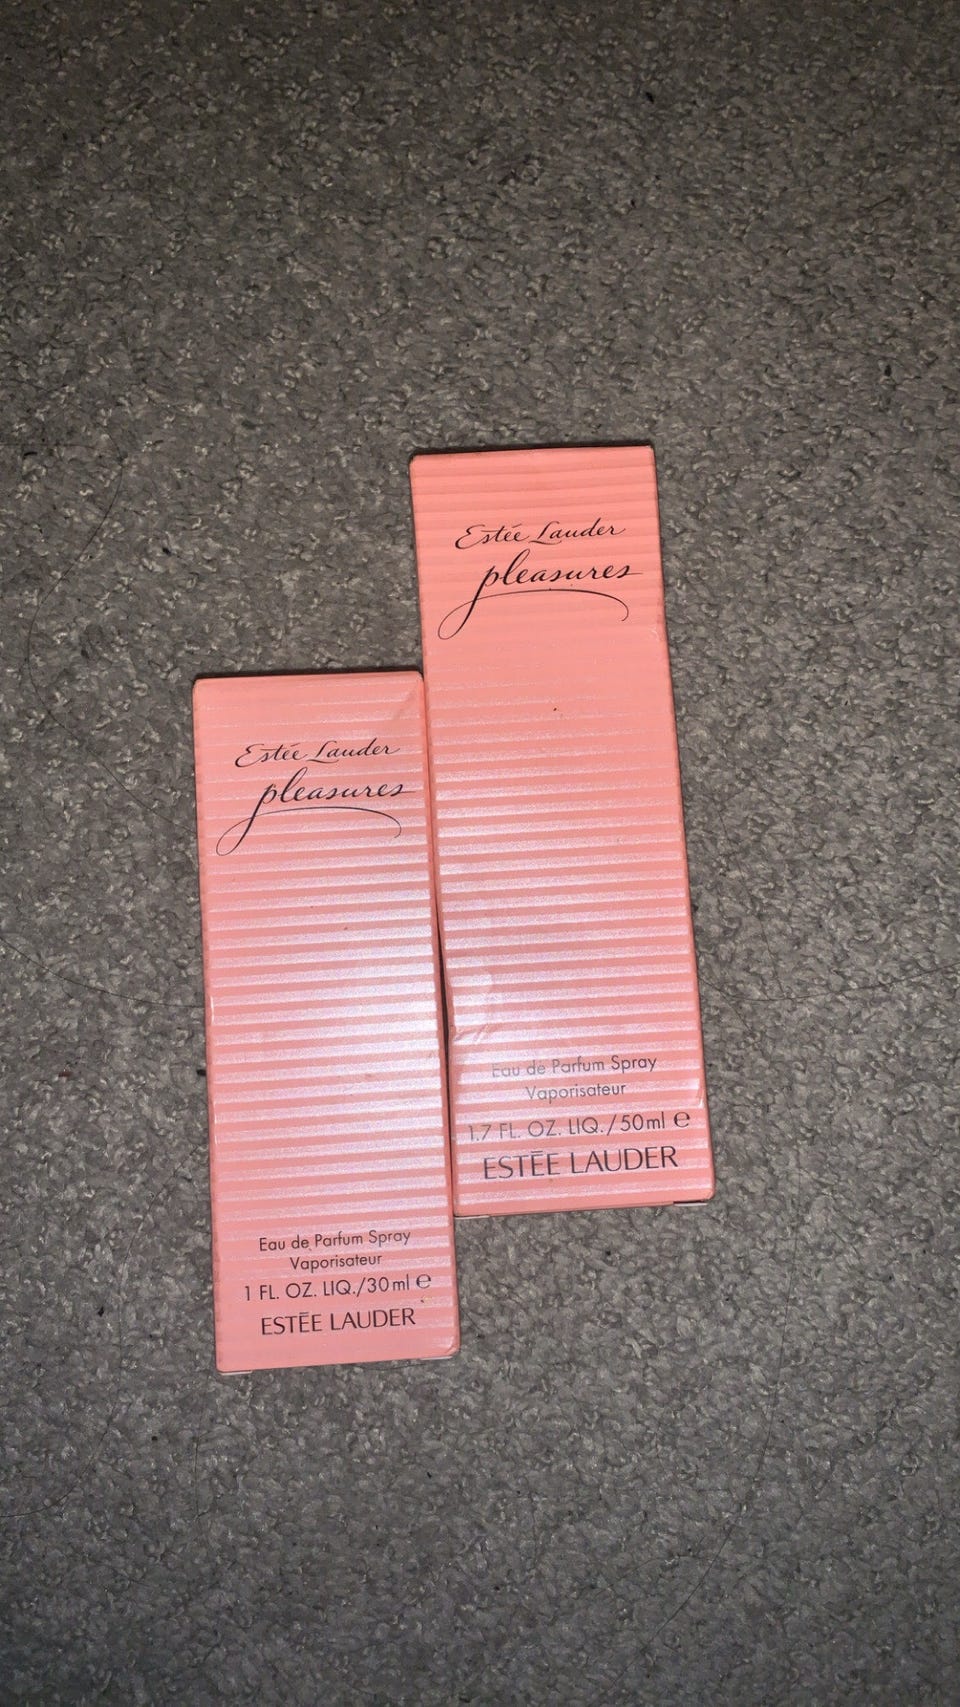 Estée Lauder
pleasures
Eau de Parfum Spray
Vaporisateur
1 FL. OZ. LIQ./30ml ℮
ESTĒE LAUDER
Estée Lauder
pleasures
Eau de Parfum Spray
Vaporisateur
1.7 FL. OZ. LIQ./50ml ℮
ESTĒE LAUDER